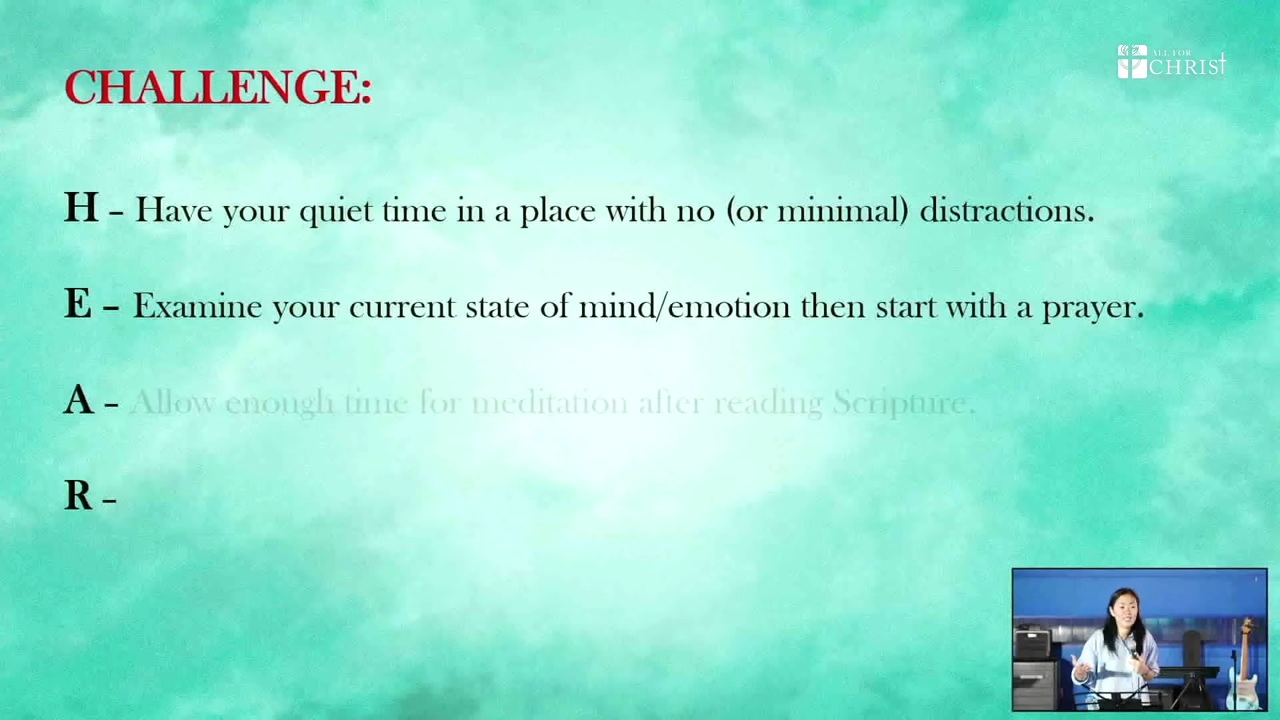 ALL FOR
CHRIST
CHALLENGE:
H – Have your quiet time in a place with no (or minimal) distractions.
E – Examine your current state of mind/emotion then start with a prayer.
A – Allow enough time for meditation after reading Scripture.
R –